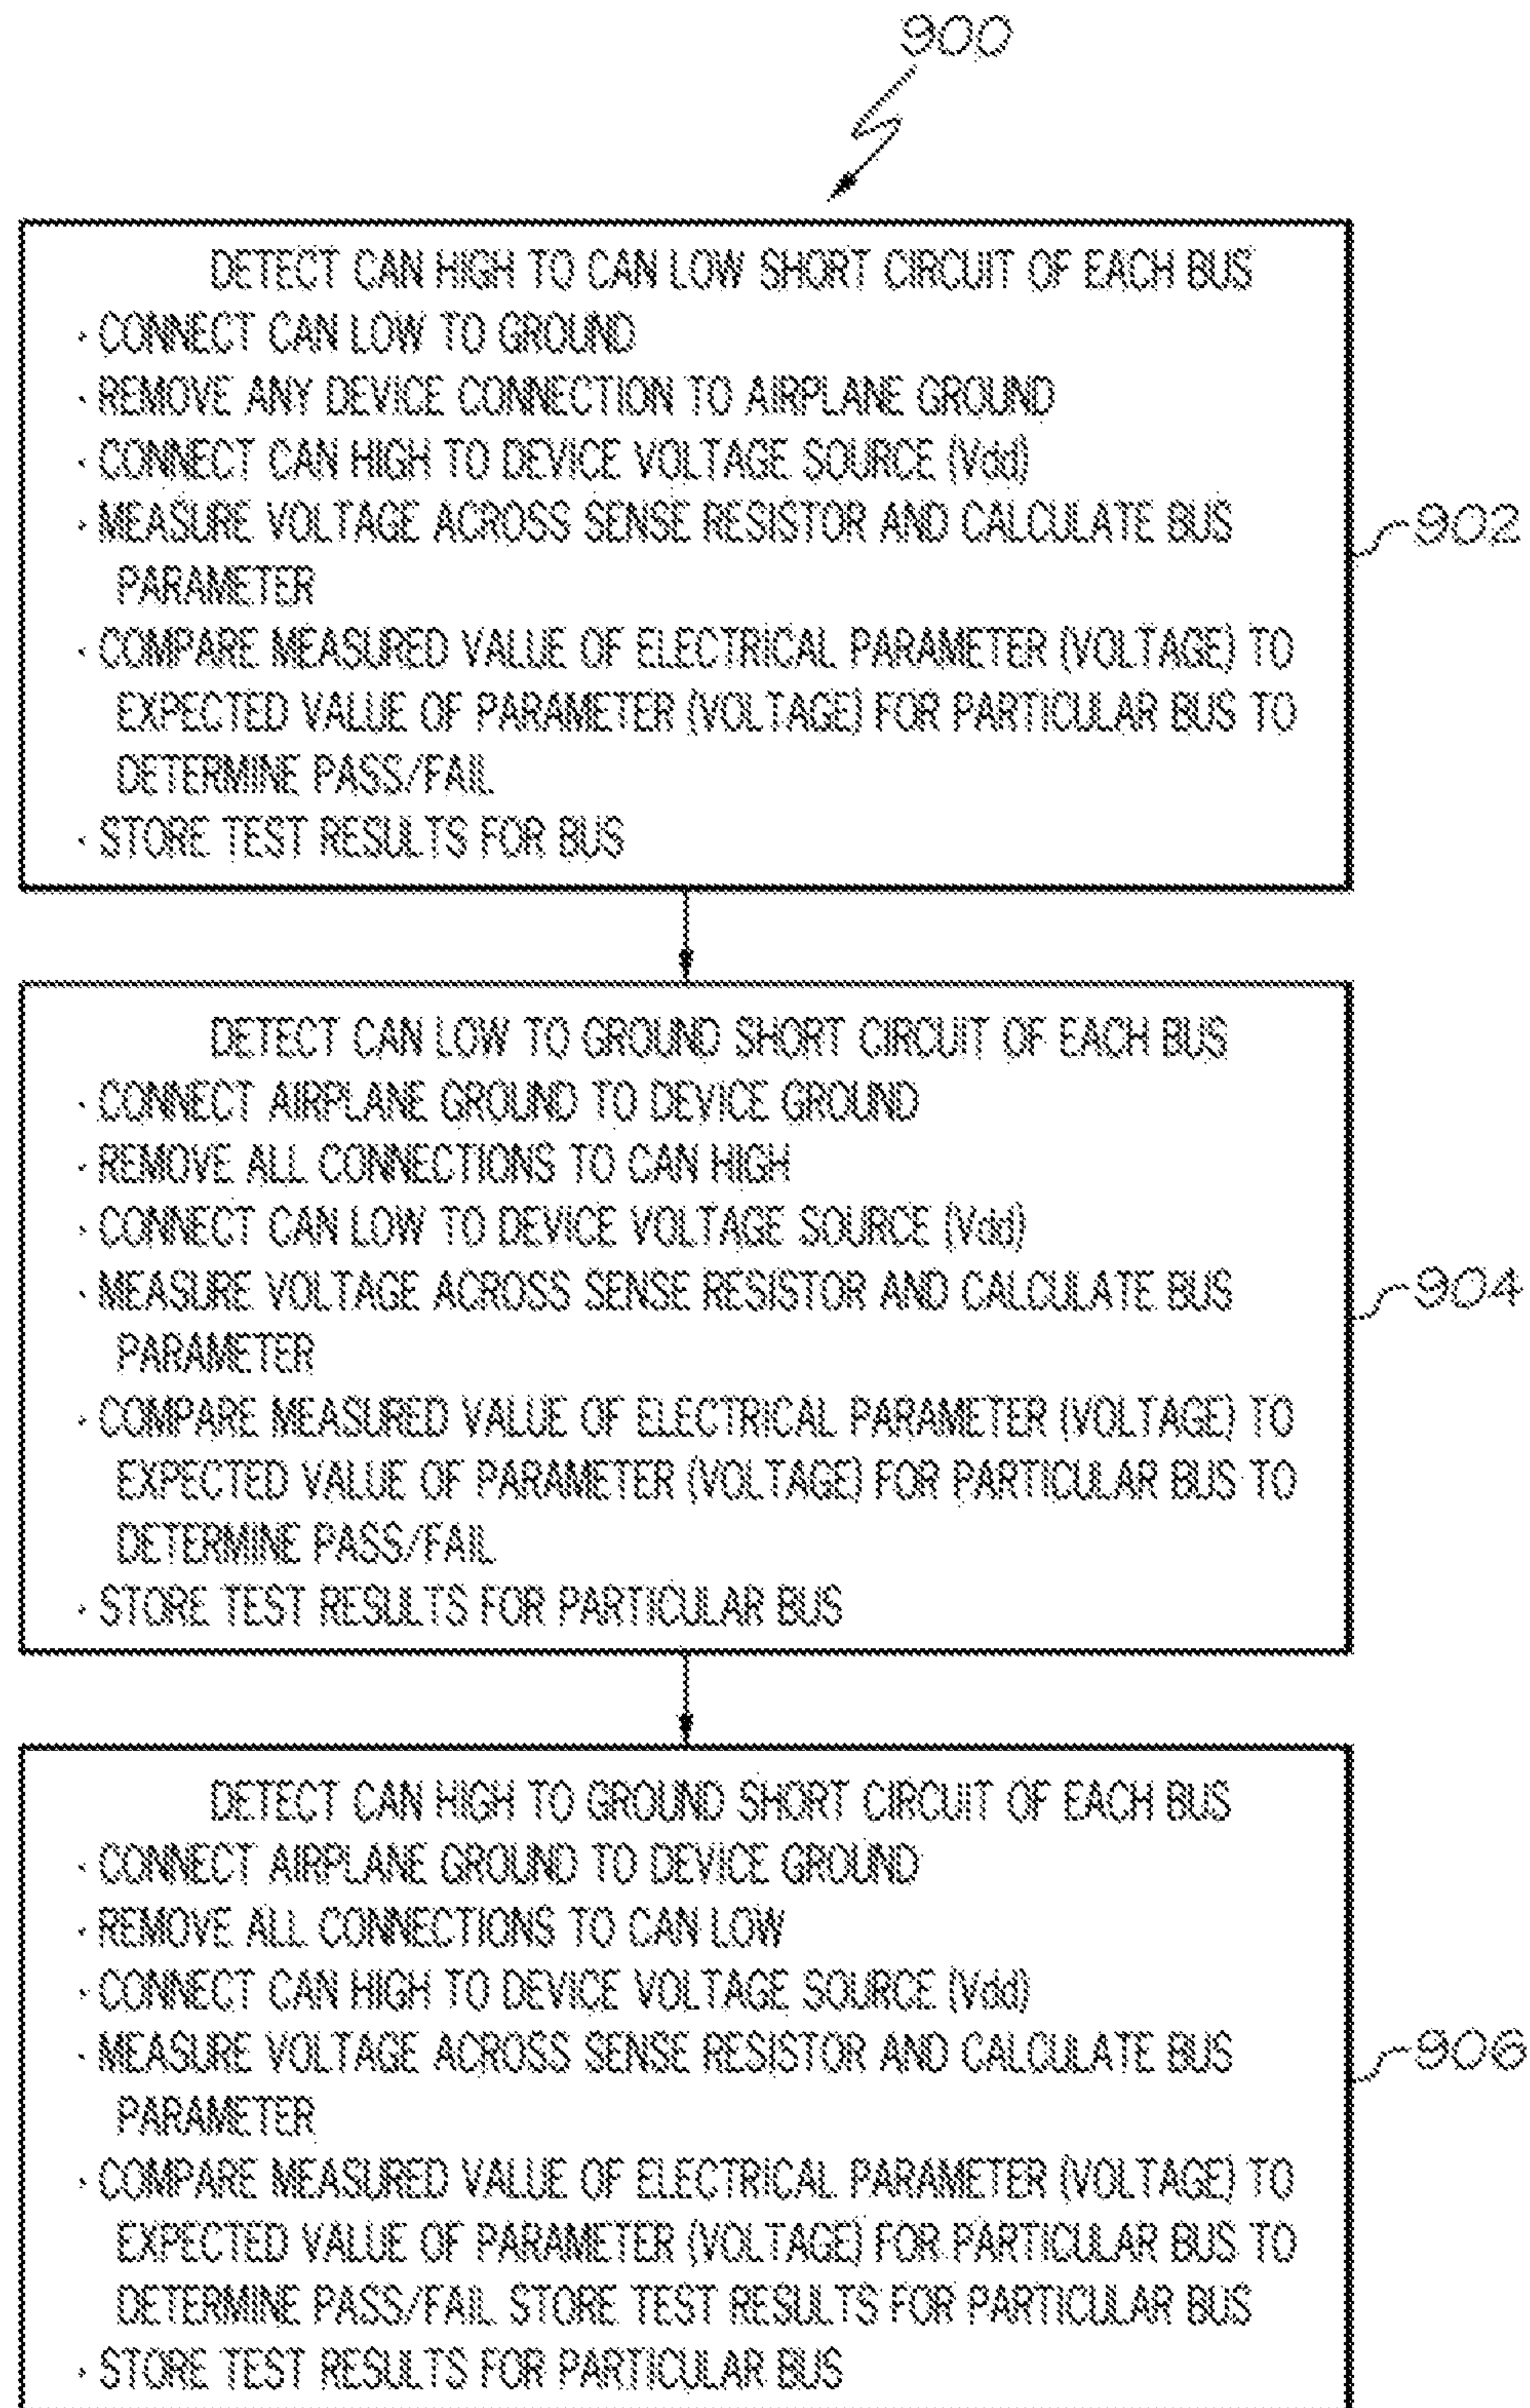 900
DETECT CAN HIGH TO CAN LOW SHORT CIRCUIT OF EACH BUS
· CONNECT CAN LOW TO GROUND
· REMOVE ANY DEVICE CONNECTION TO AIRPLANE GROUND
· CONNECT CAN HIGH TO DEVICE VOLTAGE SOURCE (Vdd)
· MEASURE VOLTAGE ACROSS SENSE RESISTOR AND CALCULATE BUS
PARAMETER
· COMPARE MEASURED VALUE OF ELECTRICAL PARAMETER (VOLTAGE) TO
EXPECTED VALUE OF PARAMETER (VOLTAGE) FOR PARTICULAR BUS TO
DETERMINE PASS/FAIL
· STORE TEST RESULTS FOR BUS
902
DETECT CAN LOW TO GROUND SHORT CIRCUIT OF EACH BUS
· CONNECT AIRPLANE GROUND TO DEVICE GROUND
· REMOVE ALL CONNECTIONS TO CAN HIGH
· CONNECT CAN LOW TO DEVICE VOLTAGE SOURCE (Vdd)
· MEASURE VOLTAGE ACROSS SENSE RESISTOR AND CALCULATE BUS
PARAMETER
· COMPARE MEASURED VALUE OF ELECTRICAL PARAMETER (VOLTAGE) TO
EXPECTED VALUE OF PARAMETER (VOLTAGE) FOR PARTICULAR BUS TO
DETERMINE PASS/FAIL
· STORE TEST RESULTS FOR PARTICULAR BUS
904
DETECT CAN HIGH TO GROUND SHORT CIRCUIT OF EACH BUS
· CONNECT AIRPLANE GROUND TO DEVICE GROUND
· REMOVE ALL CONNECTIONS TO CAN LOW
· CONNECT CAN HIGH TO DEVICE VOLTAGE SOURCE (Vdd)
· MEASURE VOLTAGE ACROSS SENSE RESISTOR AND CALCULATE BUS
PARAMETER
· COMPARE MEASURED VALUE OF ELECTRICAL PARAMETER (VOLTAGE) TO
EXPECTED VALUE OF PARAMETER (VOLTAGE) FOR PARTICULAR BUS TO
DETERMINE PASS/FAIL STORE TEST RESULTS FOR PARTICULAR BUS
· STORE TEST RESULTS FOR PARTICULAR BUS
906